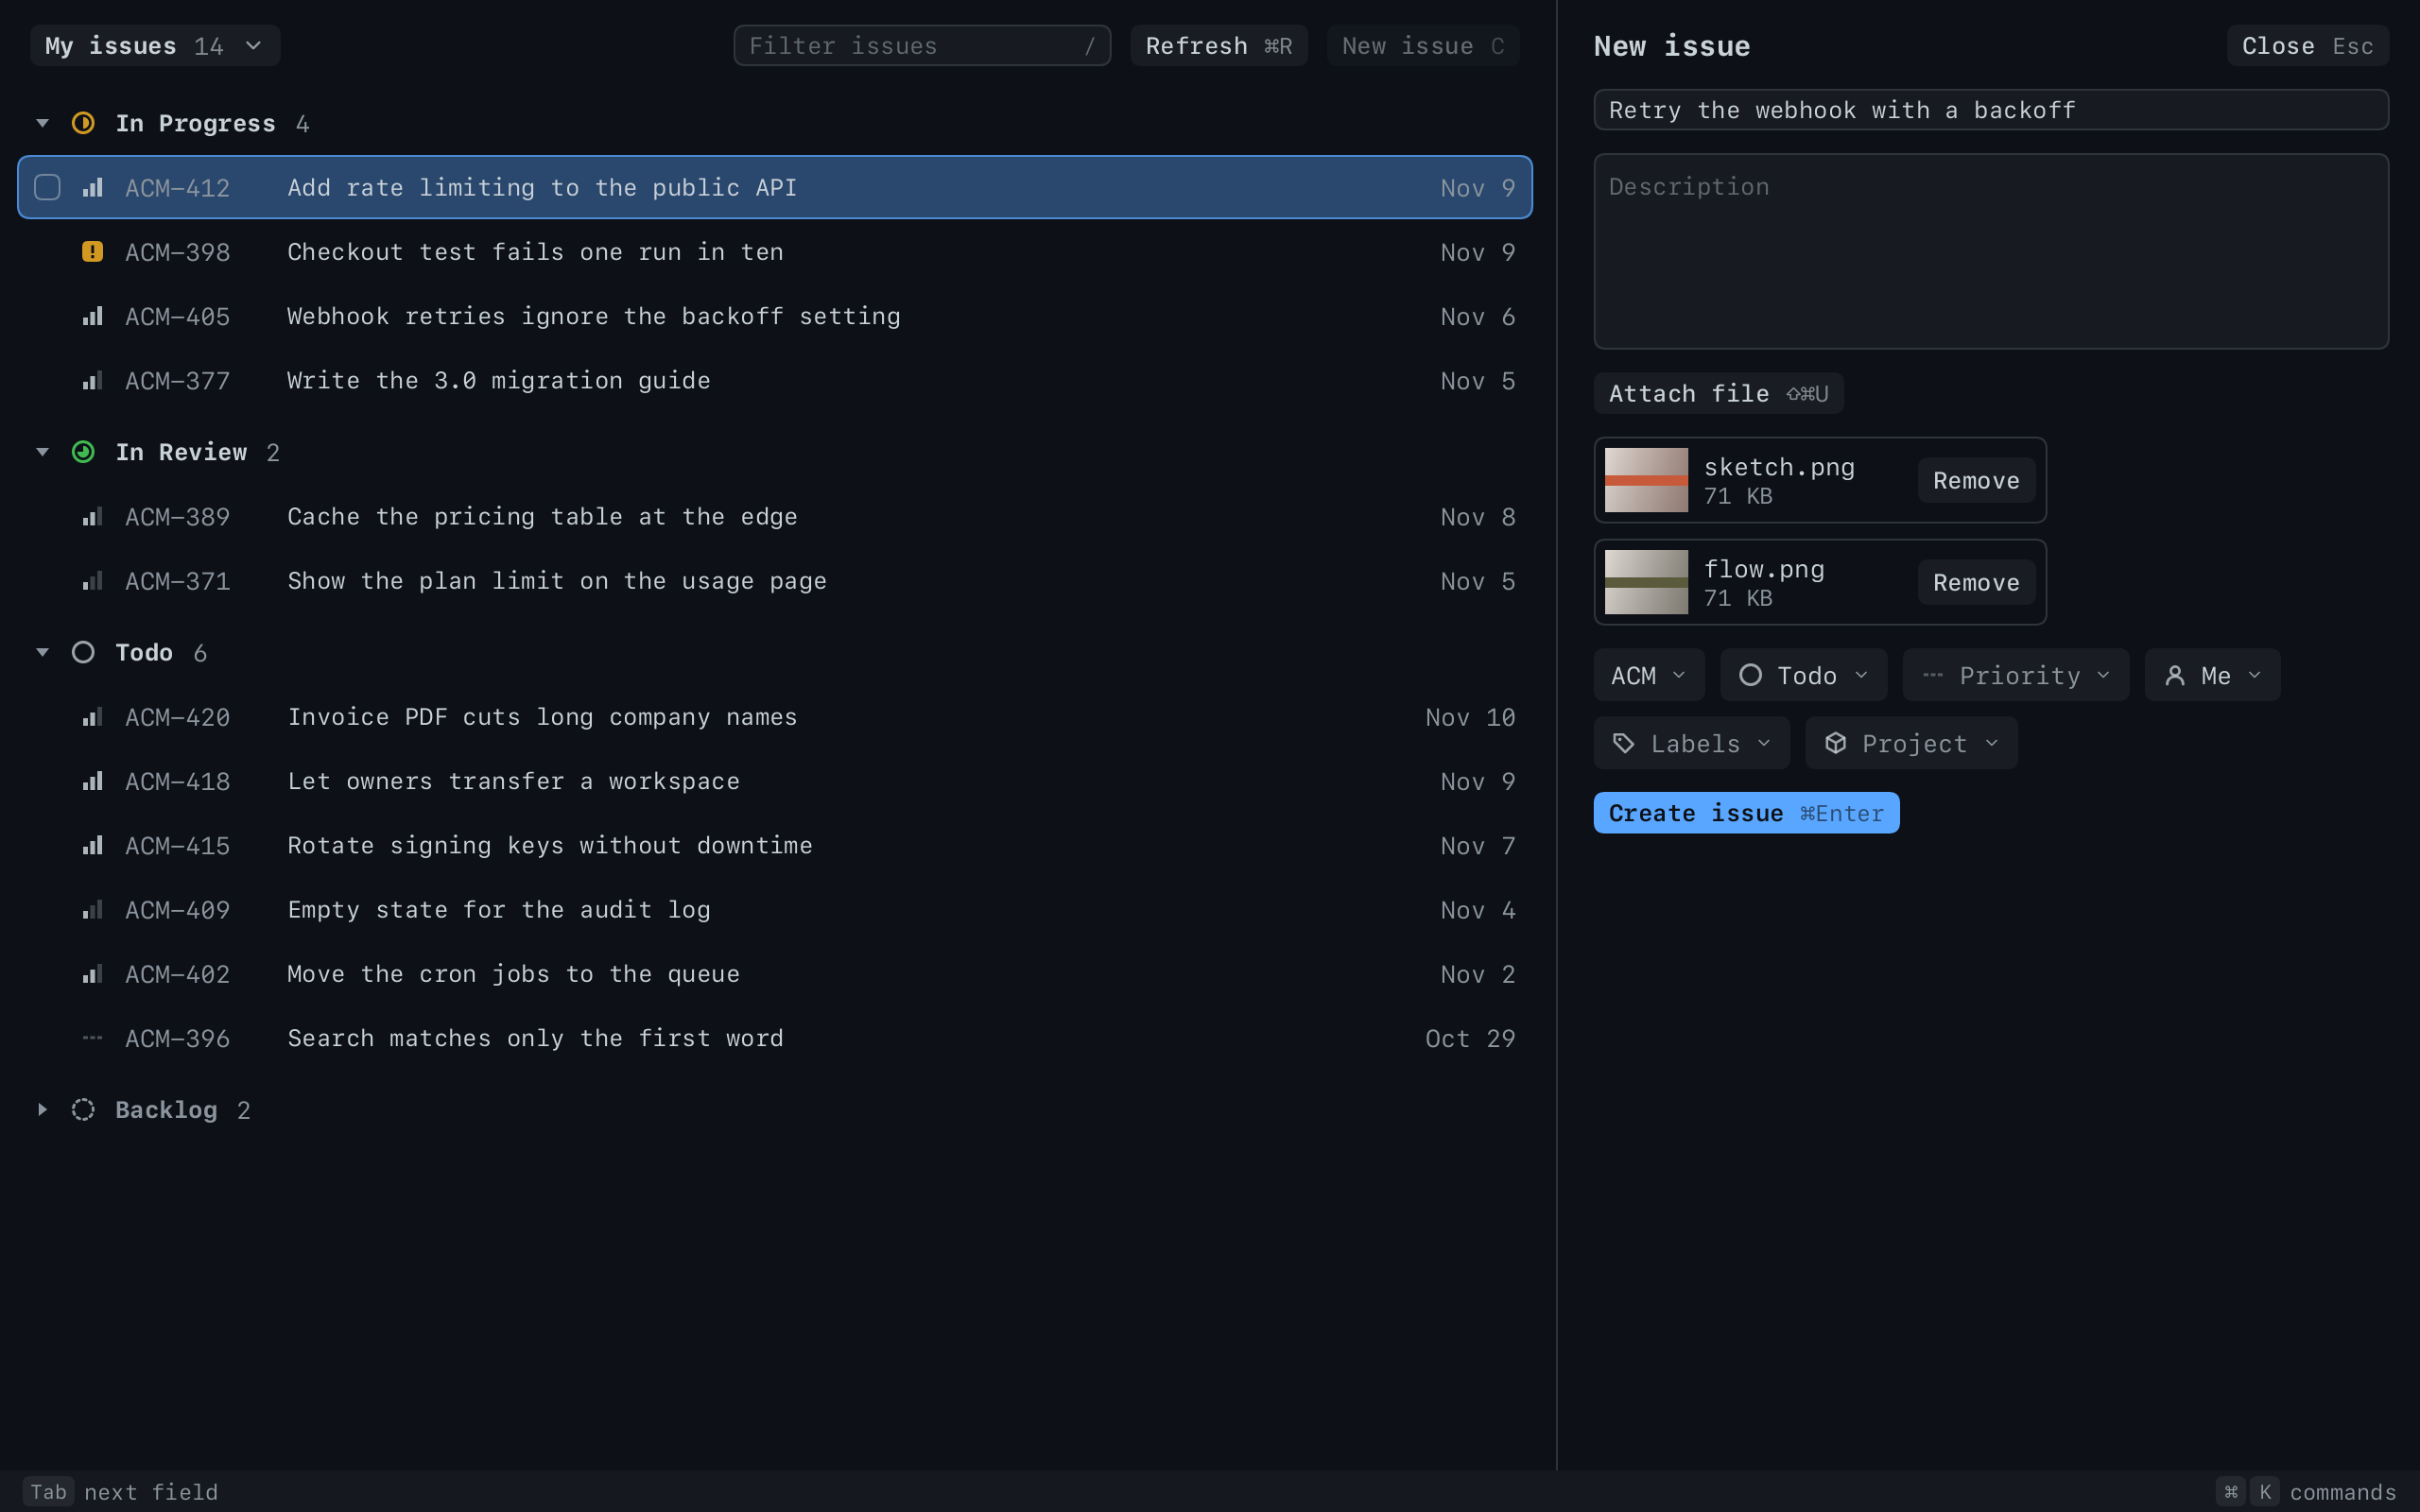 My issues 14
Filter issues /
Refresh ⌘R
New issue C
In Progress 4
ACM-412 Add rate limiting to the public API Nov 9
ACM-398 Checkout test fails one run in ten Nov 9
ACM-405 Webhook retries ignore the backoff setting Nov 6
ACM-377 Write the 3.0 migration guide Nov 5
In Review 2
ACM-389 Cache the pricing table at the edge Nov 8
ACM-371 Show the plan limit on the usage page Nov 5
Todo 6
ACM-420 Invoice PDF cuts long company names Nov 10
ACM-418 Let owners transfer a workspace Nov 9
ACM-415 Rotate signing keys without downtime Nov 7
ACM-409 Empty state for the audit log Nov 4
ACM-402 Move the cron jobs to the queue Nov 2
ACM-396 Search matches only the first word Oct 29
Backlog 2
New issue
Close Esc
Retry the webhook with a backoff
Description
Attach file ⇧⌘U
sketch.png
71 KB
Remove
flow.png
71 KB
Remove
ACM
Todo
Priority
Me
Labels
Project
Create issue ⌘Enter
Tab next field
⌘ K commands